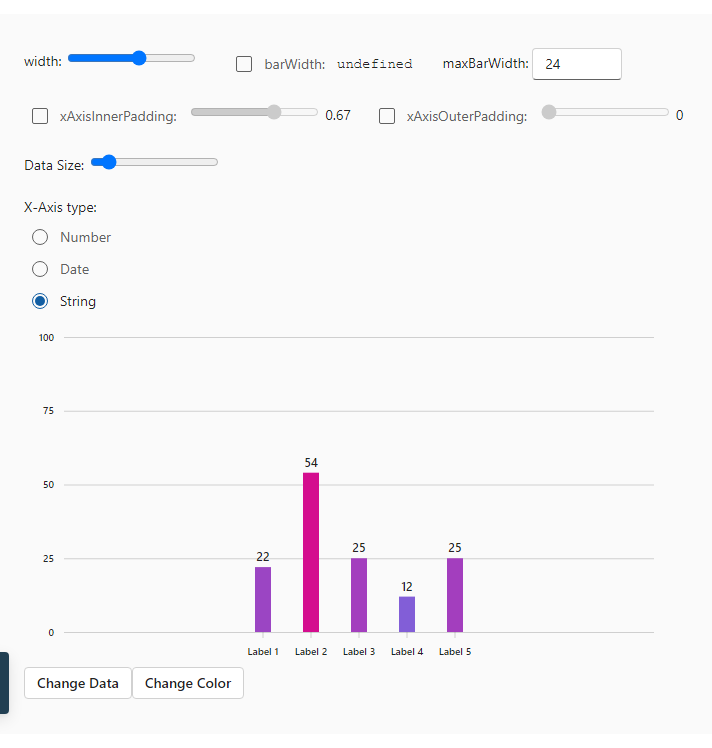 width: barWidth: undefined maxBarWidth: 24
xAxisInnerPadding: 0.67 xAxisOuterPadding: 0
Data Size:
X-Axis type:
Number
Date
String
100
75
54
50
25 25
22
25
12
0
Label 1 Label 2 Label 3 Label 4 Label 5
Change Data Change Color